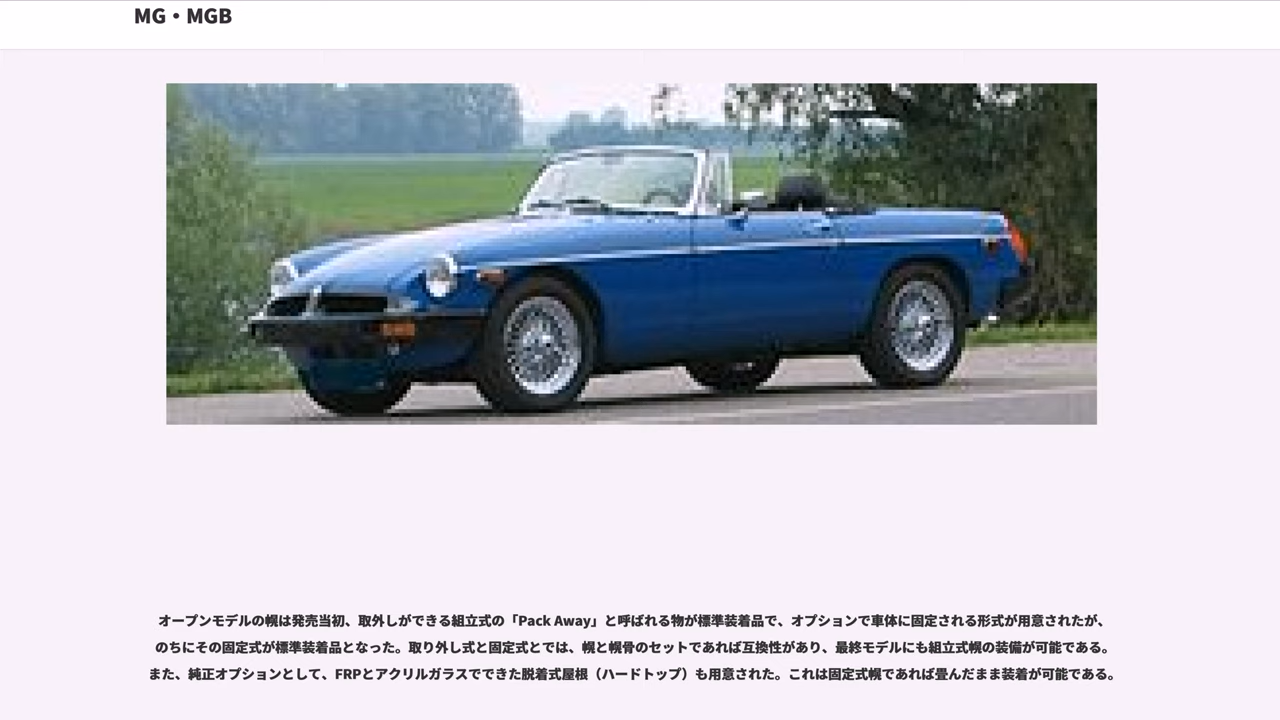 MG・MGB
オープンモデルの幌は発売当初、取外しができる組立式の「Pack Away」と呼ばれる物が標準装着品で、オプションで車体に固定される形式が用意されたが、
のちにその固定式が標準装着品となった。取り外し式と固定式とでは、幌と幌骨のセットであれば互換性があり、最終モデルにも組立式幌の装備が可能である。
また、純正オプションとして、FRPとアクリルガラスでできた脱着式屋根（ハードトップ）も用意された。これは固定式幌であれば畳んだまま装着が可能である。